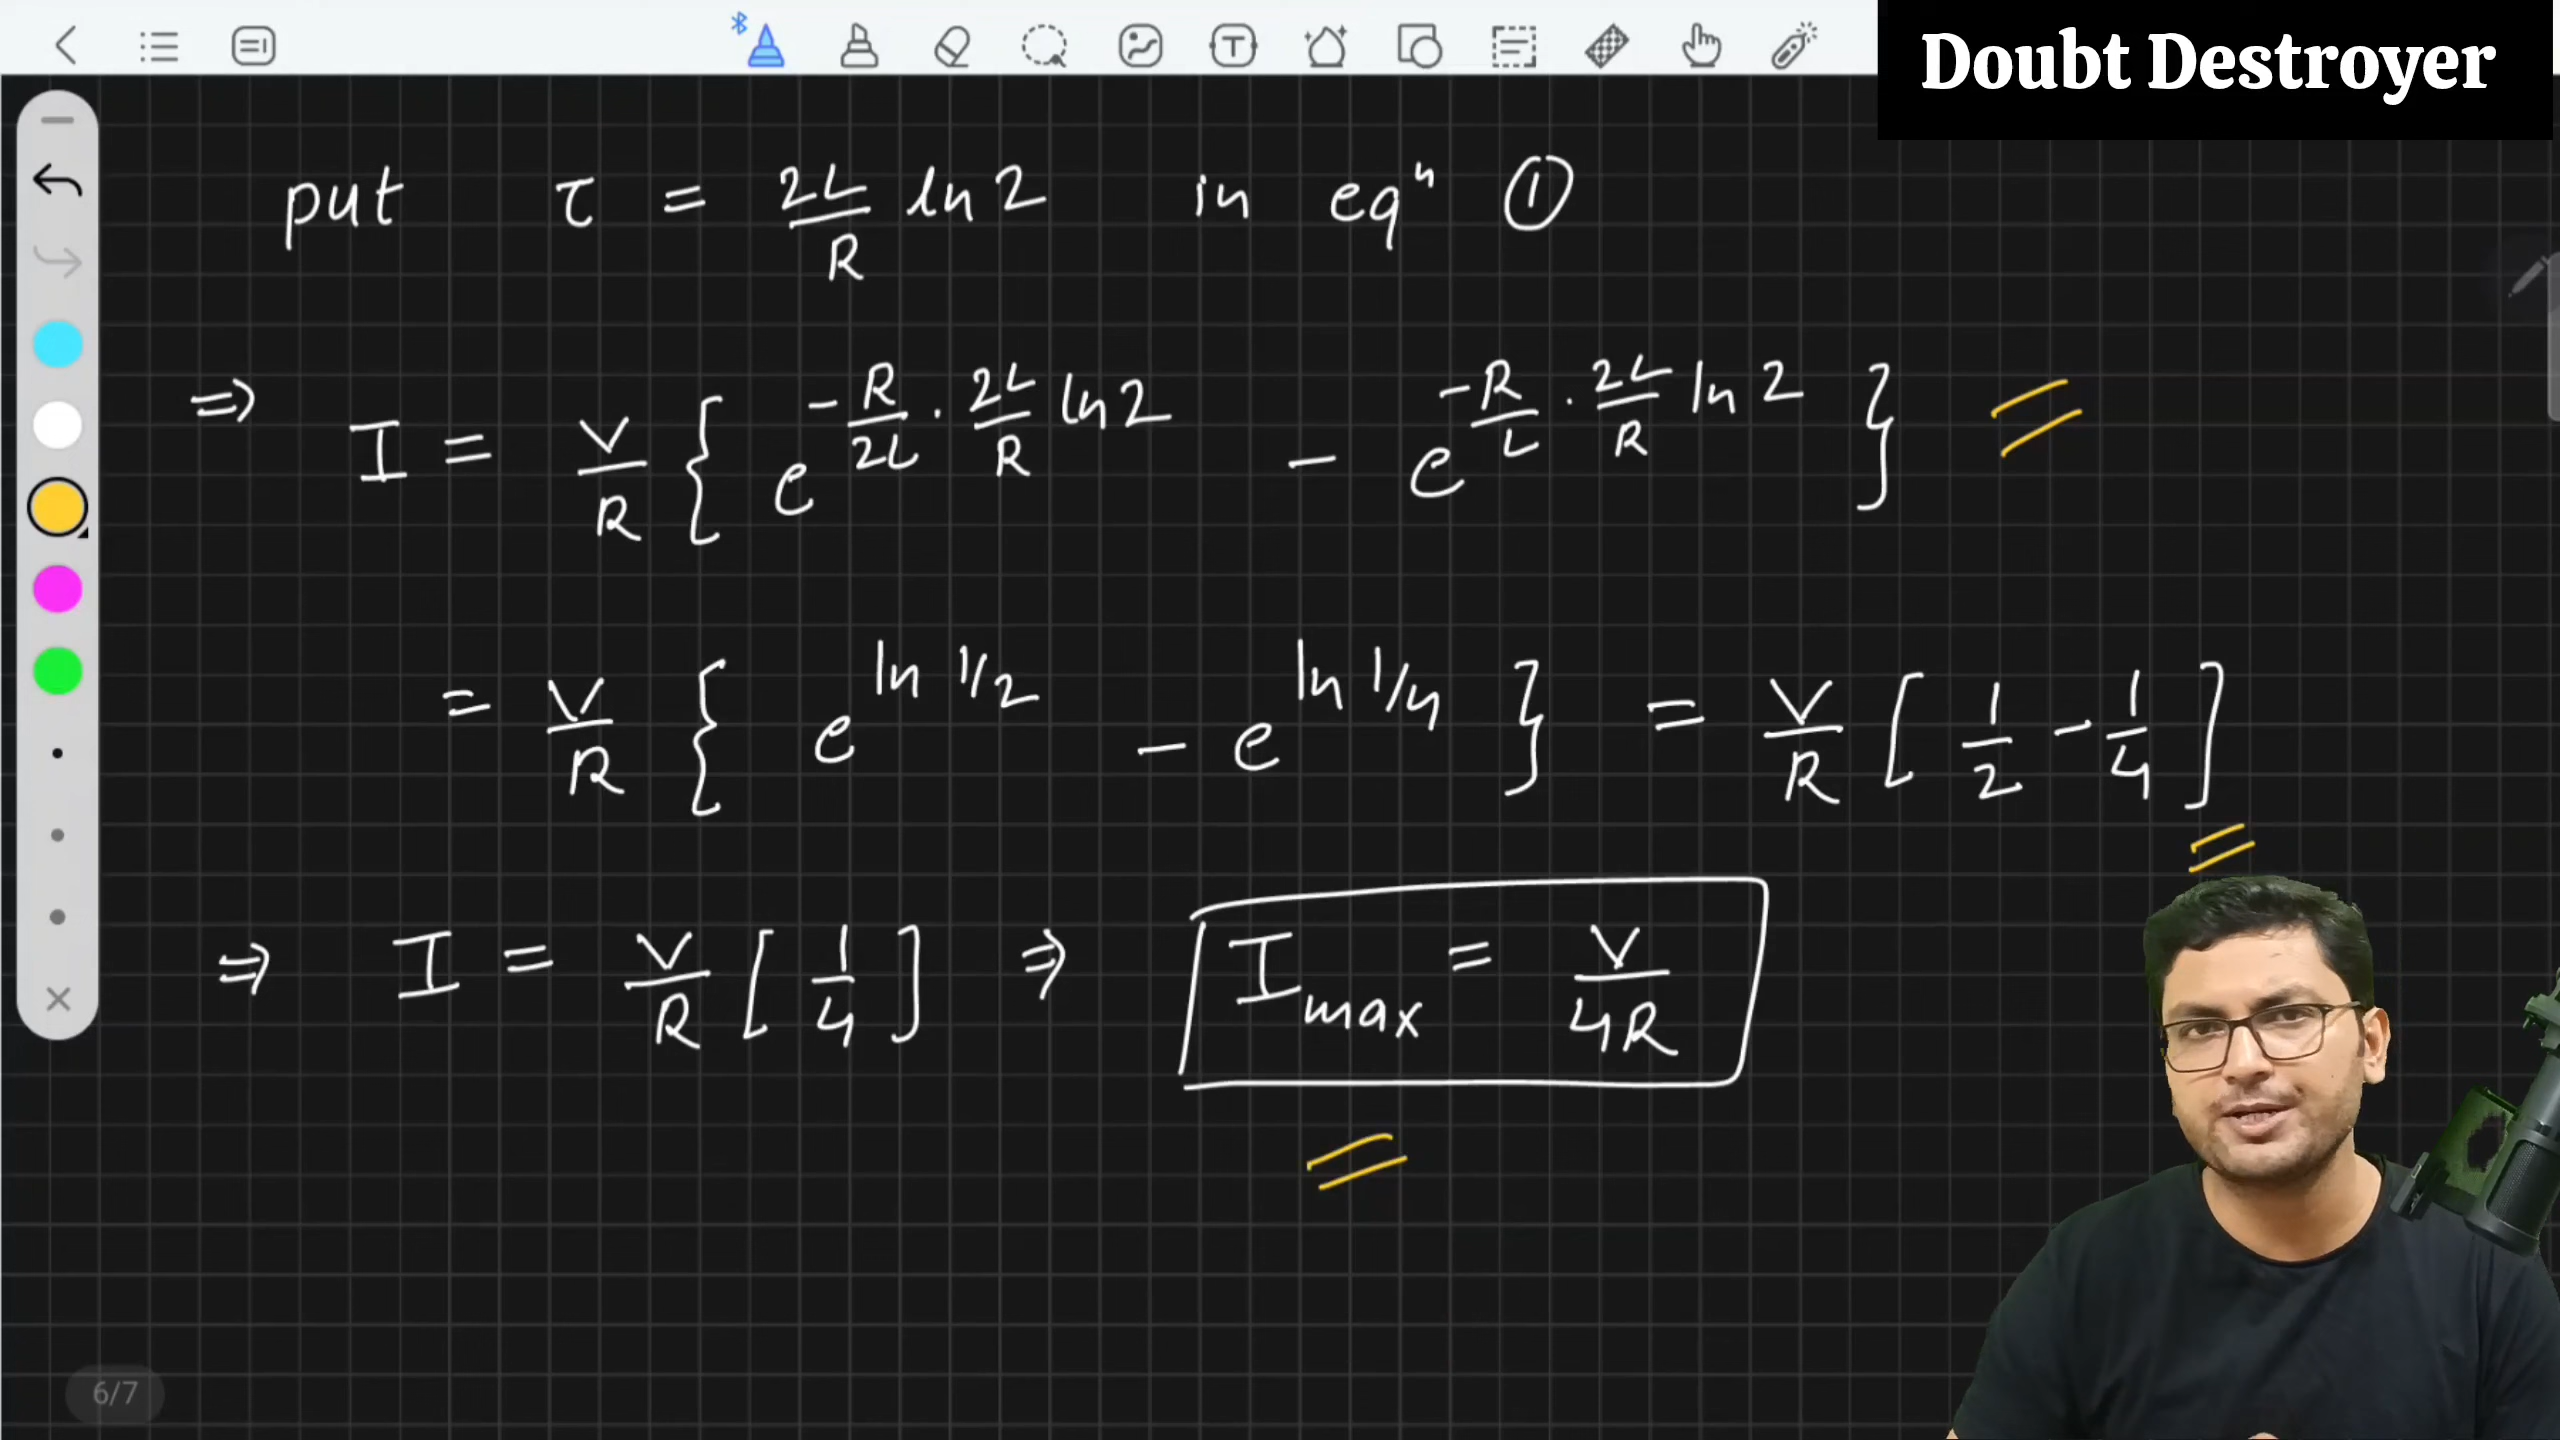 Doubt Destroyer
put τ = 2L/R ln 2 in eqⁿ ①
⇒ I = V/R { e^(-R/2L · 2L/R ln 2) - e^(-R/L · 2L/R ln 2) }
= V/R { e^(ln 1/2) - e^(ln 1/4) } = V/R [ 1/2 - 1/4 ]
⇒ I = V/R [ 1/4 ] ⇒ I_max = V/4R
6/7